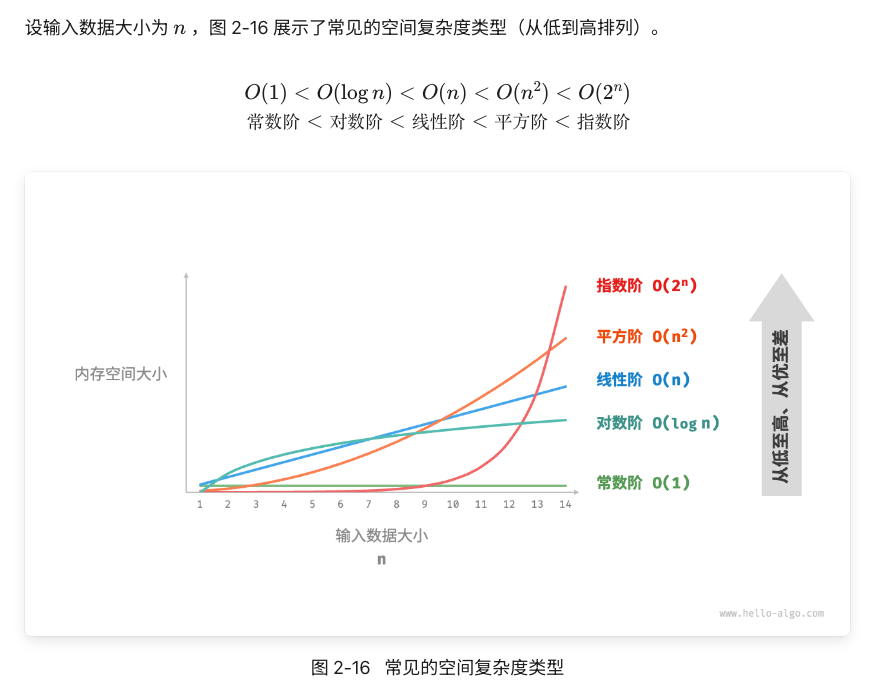 设输入数据大小为 n ，图 2-16 展示了常见的空间复杂度类型（从低到高排列）。
O(1) < O(log n) < O(n) < O(n²) < O(2ⁿ)
常数阶 < 对数阶 < 线性阶 < 平方阶 < 指数阶
指数阶 O(2ⁿ)
平方阶 O(n²)
内存空间大小
线性阶 O(n)
对数阶 O(log n)
常数阶 O(1)
从低至高、从优至差
1 2 3 4 5 6 7 8 9 10 11 12 13 14
输入数据大小
n
www.hello-algo.com
图 2-16 常见的空间复杂度类型